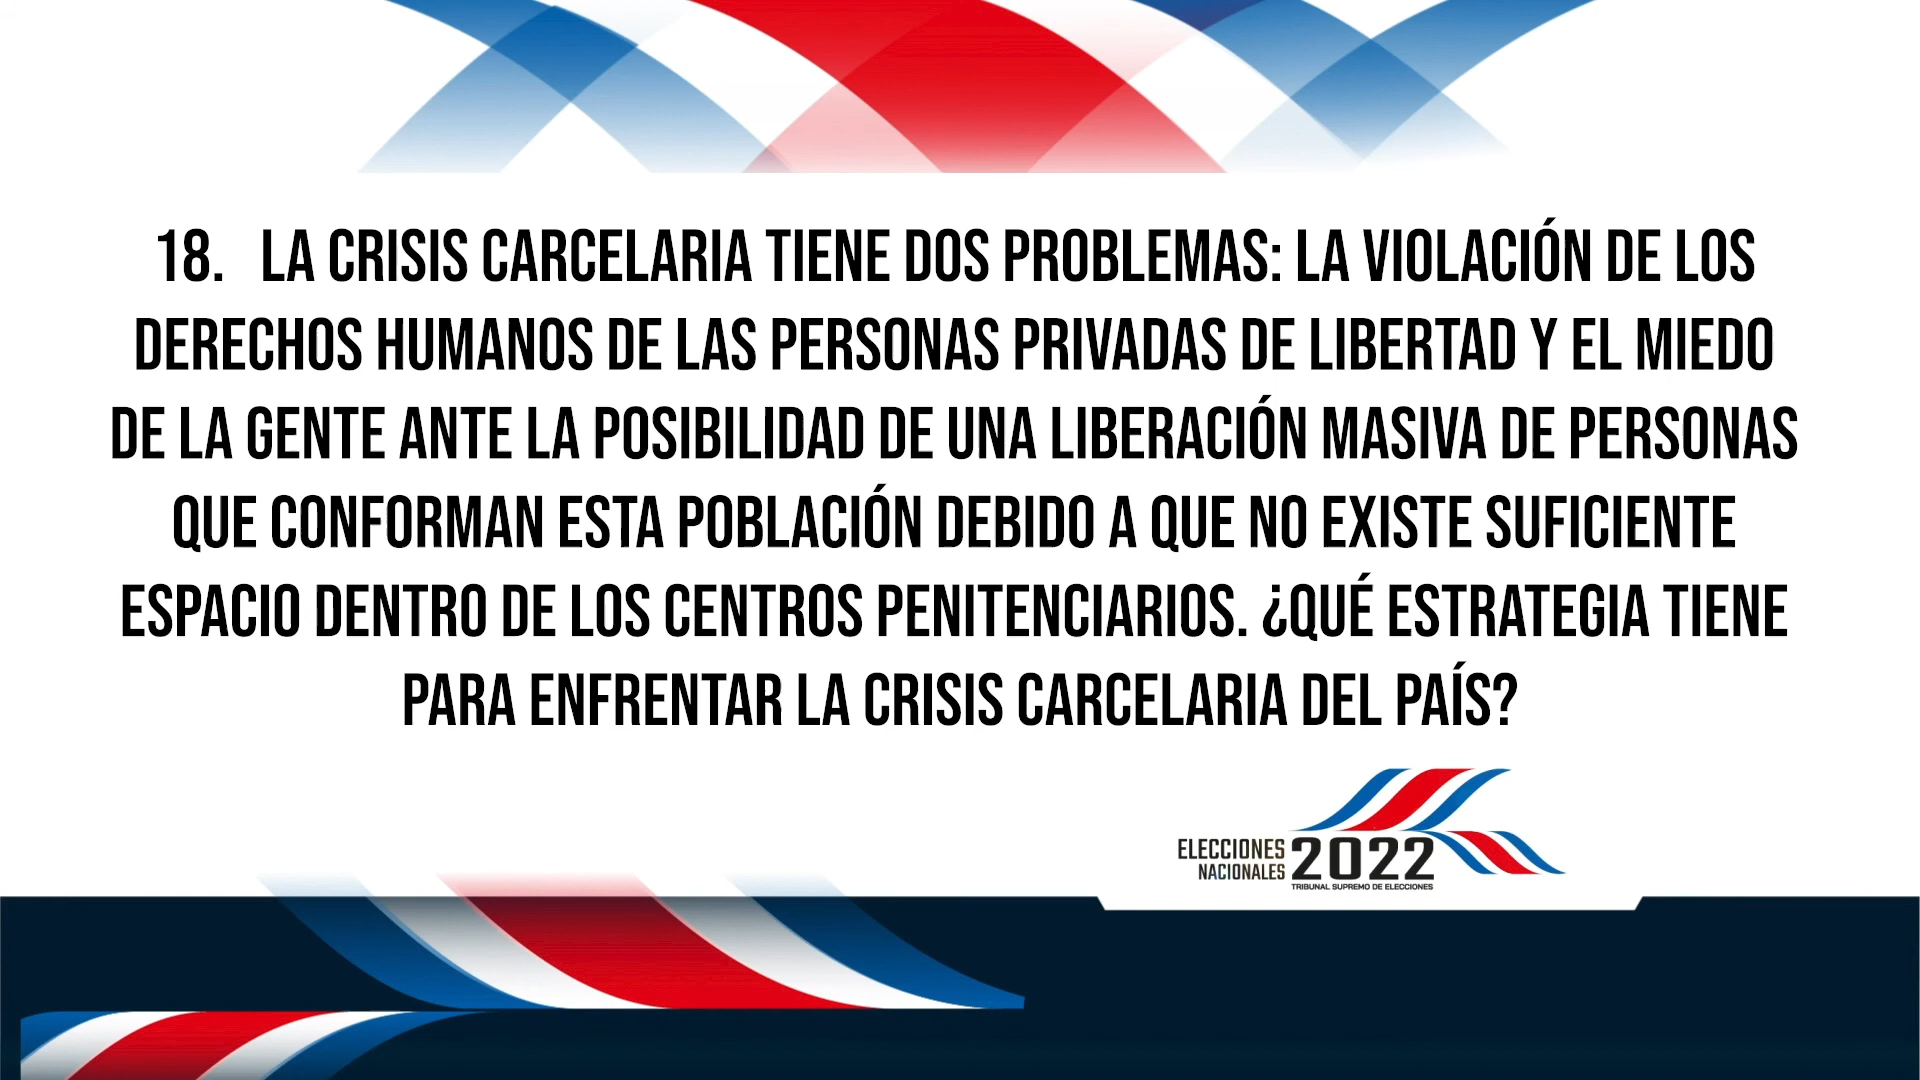 18. LA CRISIS CARCELARIA TIENE DOS PROBLEMAS: LA VIOLACIÓN DE LOS
DERECHOS HUMANOS DE LAS PERSONAS PRIVADAS DE LIBERTAD Y EL MIEDO
DE LA GENTE ANTE LA POSIBILIDAD DE UNA LIBERACIÓN MASIVA DE PERSONAS
QUE CONFORMAN ESTA POBLACIÓN DEBIDO A QUE NO EXISTE SUFICIENTE
ESPACIO DENTRO DE LOS CENTROS PENITENCIARIOS. ¿QUÉ ESTRATEGIA TIENE
PARA ENFRENTAR LA CRISIS CARCELARIA DEL PAÍS?
ELECCIONES
NACIONALES
2022
TRIBUNAL SUPREMO DE ELECCIONES